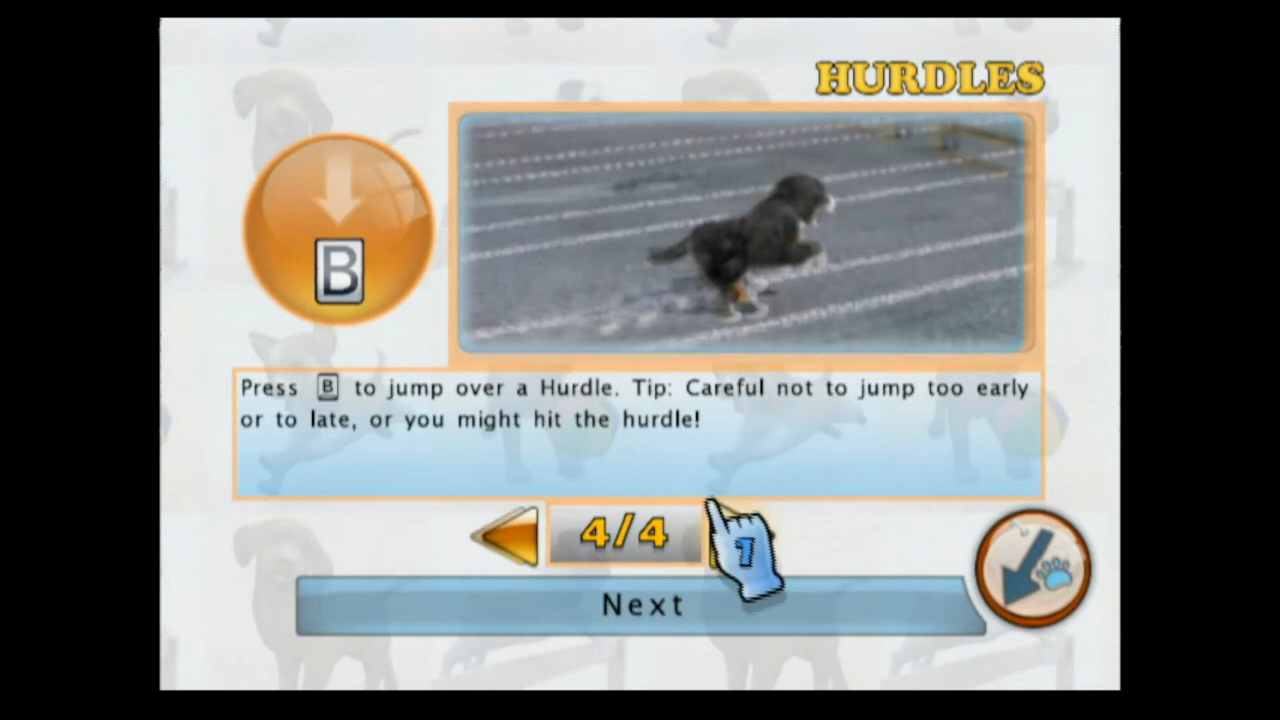 HURDLES
B
Press B to jump over a Hurdle. Tip: Careful not to jump too early
or to late, or you might hit the hurdle!
4/4
1
Next